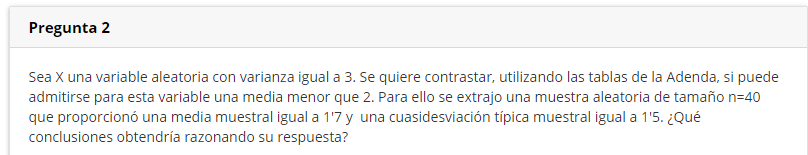 Pregunta 2
Sea X una variable aleatoria con varianza igual a 3. Se quiere contrastar, utilizando las tablas de la Adenda, si puede
admitirse para esta variable una media menor que 2. Para ello se extrajo una muestra aleatoria de tamaño n=40
que proporcionó una media muestral igual a 1'7 y una cuasidesviación típica muestral igual a 1'5. ¿Qué
conclusiones obtendría razonando su respuesta?